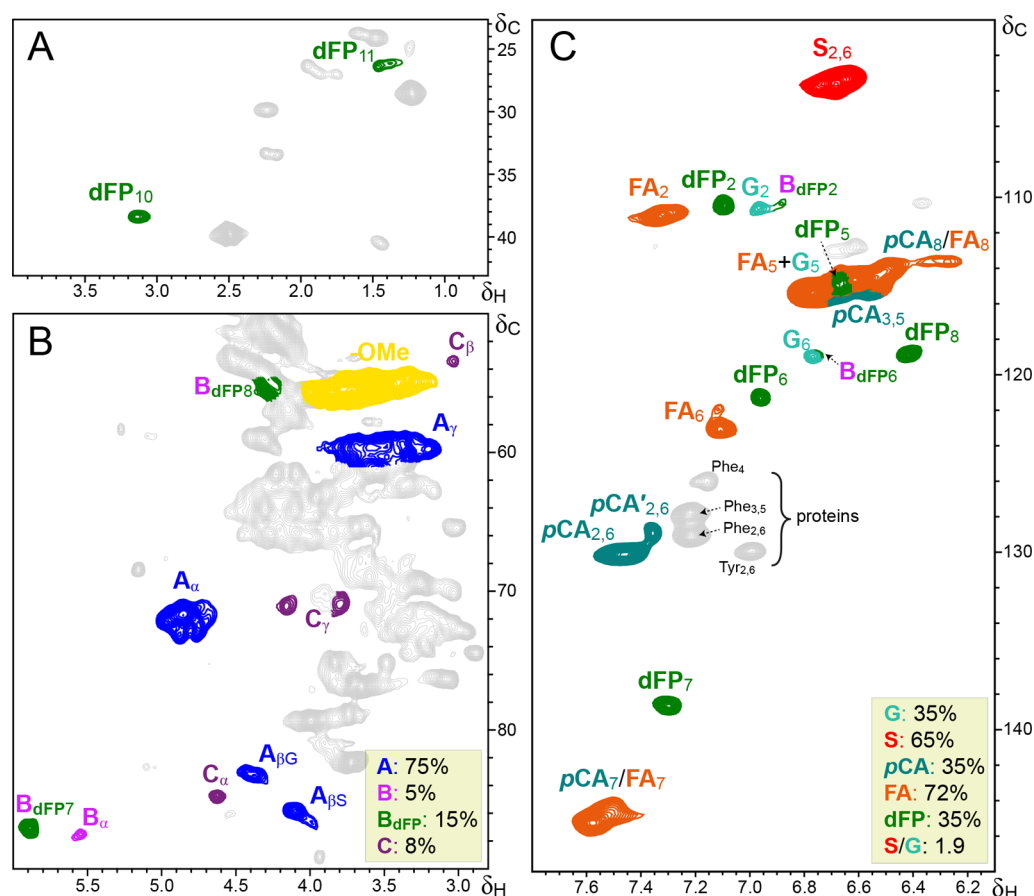 A
δC
dFP11
25
30
dFP10
35
40
3.5 3.0 2.5 2.0 1.5 1.0 δH
B
δC
-OMe
Cβ
BdFP8
Aγ
60
Aα
Cγ
70
80
AβG
Cα
AβS
BdFP7
Bα
A: 75%
B: 5%
BdFP: 15%
C: 8%
5.5 5.0 4.5 4.0 3.5 3.0 δH
C
δC
S2,6
110
FA2
dFP2
G2
BdFP2
dFP5
pCA8/FA8
FA5+G5
pCA3,5
G6
dFP8
BdFP6
120
dFP6
FA6
Phe4
pCA'2,6
Phe3,5
proteins
pCA2,6
Phe2,6
Tyr2,6
130
dFP7
140
pCA7/FA7
G: 35%
S: 65%
pCA: 35%
FA: 72%
dFP: 35%
S/G: 1.9
7.6 7.4 7.2 7.0 6.8 6.6 6.4 6.2 δH